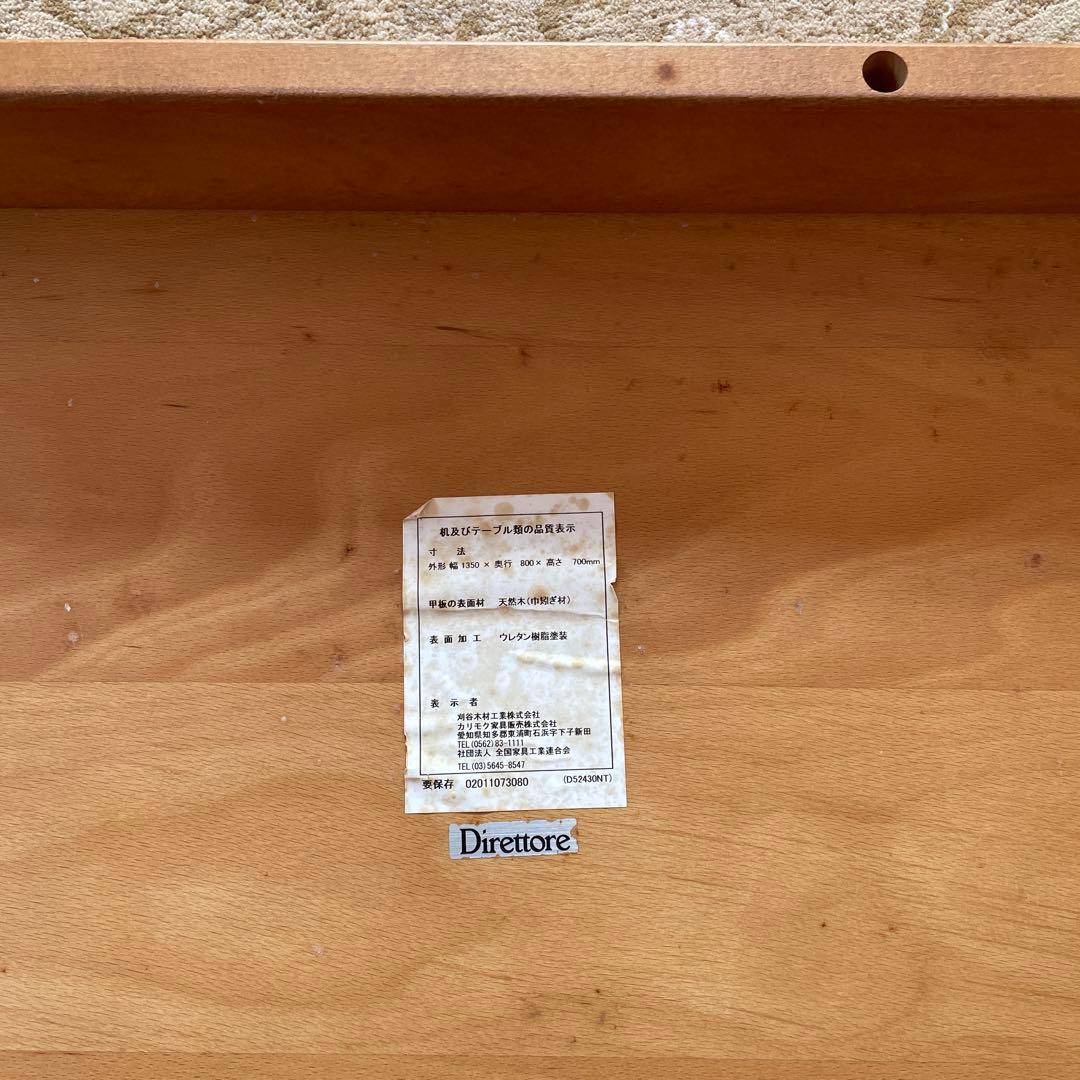 机及びテーブル類の品質表示
寸 法
外形 幅 1350 × 奥行 800× 高さ 700mm
甲板の表面材 天然木(巾矧ぎ材)
表面加工 ウレタン樹脂塗装
表 示 者
刈谷木材工業株式会社
カリモク家具販売株式会社
愛知県知多郡東浦町石浜字下子新田
TEL(0562)83-1111
社団法人 全国家具工業連合会
TEL(03)5645-8547
要保存 02011073080 (D52430NT)
Direttore